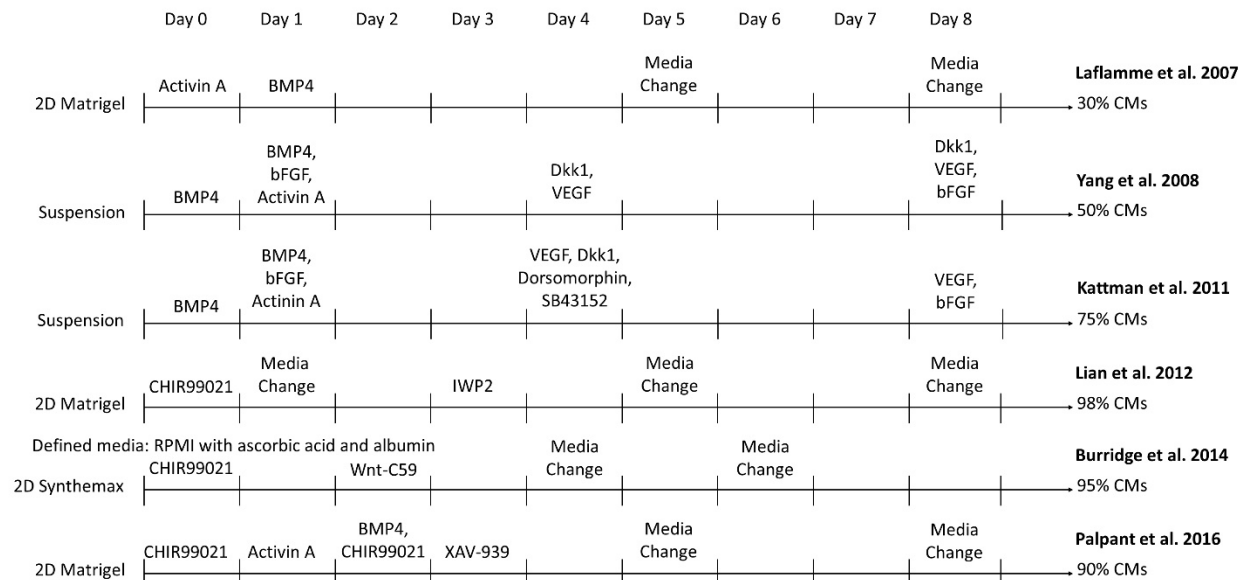 Day 0 Day 1 Day 2 Day 3 Day 4 Day 5 Day 6 Day 7 Day 8
Media
Change
Media
Change
Laflamme et al. 2007
Activin A BMP4
2D Matrigel
30% CMs
BMP4,
bFGF,
Activin A
Dkk1,
VEGF
Dkk1,
VEGF,
bFGF
Yang et al. 2008
BMP4
Suspension
50% CMs
BMP4,
bFGF,
Actinin A
VEGF, Dkk1,
Dorsomorphin,
SB43152
VEGF,
bFGF
Kattman et al. 2011
BMP4
Suspension
75% CMs
CHIR99021
Media
Change
IWP2
Media
Change
Media
Change
Lian et al. 2012
2D Matrigel
98% CMs
Defined media: RPMI with ascorbic acid and albumin
CHIR99021
Wnt-C59
Media
Change
Media
Change
Burridge et al. 2014
2D Synthemax
95% CMs
CHIR99021
Activin A
BMP4,
CHIR99021
XAV-939
Media
Change
Media
Change
Palpant et al. 2016
2D Matrigel
90% CMs